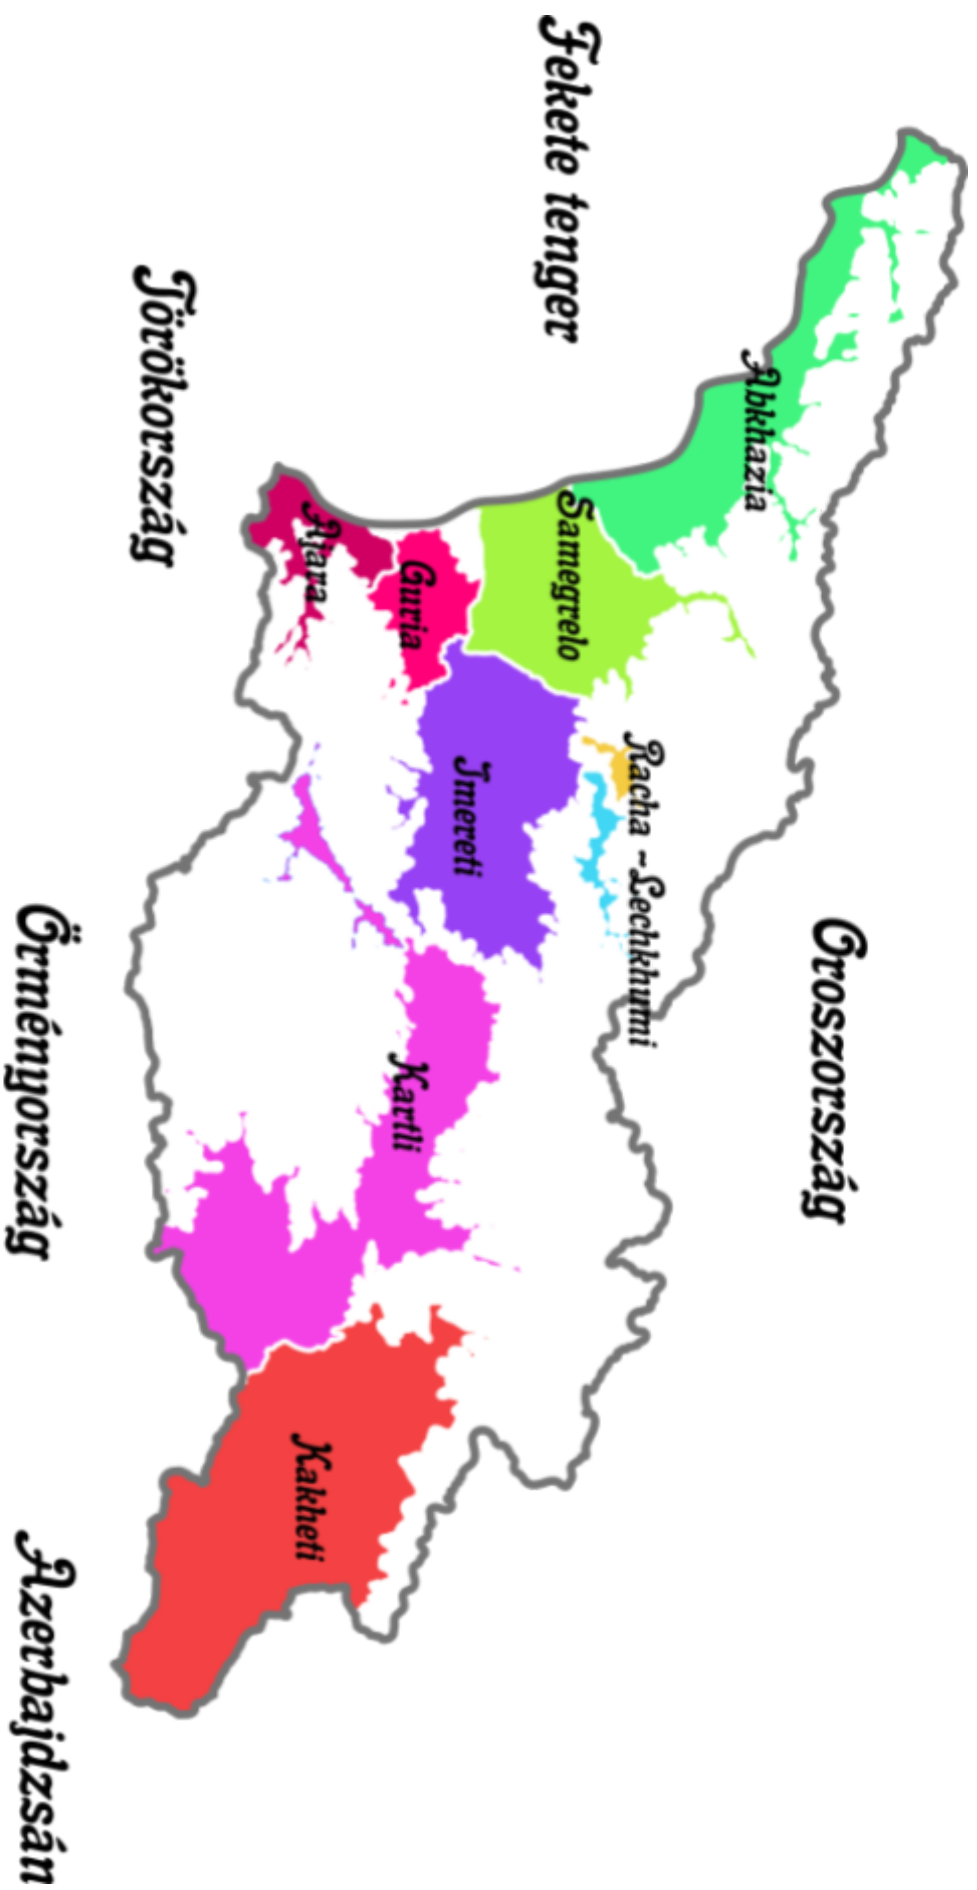 Fekete tenger
Oroszország
Abkhazia
Samegrelo
Racha -Lechkhumi
Guria
Imereti
Ajara
Kartli
Kakheti
Törökország
Örményország
Azerbajdzsán